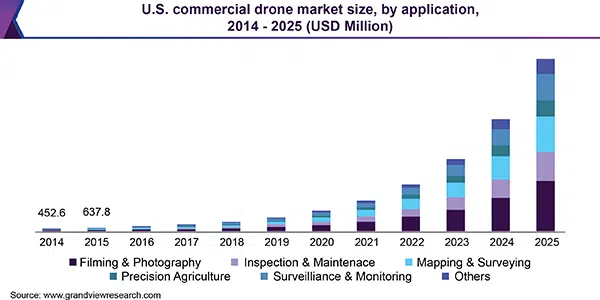 U.S. commercial drone market size, by application,
2014 - 2025 (USD Million)
452.6
637.8
2014 2015 2016 2017 2018 2019 2020 2021 2022 2023 2024 2025
Filming & Photography Inspection & Maintenace Mapping & Surveying
Precision Agriculture Surveilliance & Monitoring Others
Source: www.grandviewresearch.com